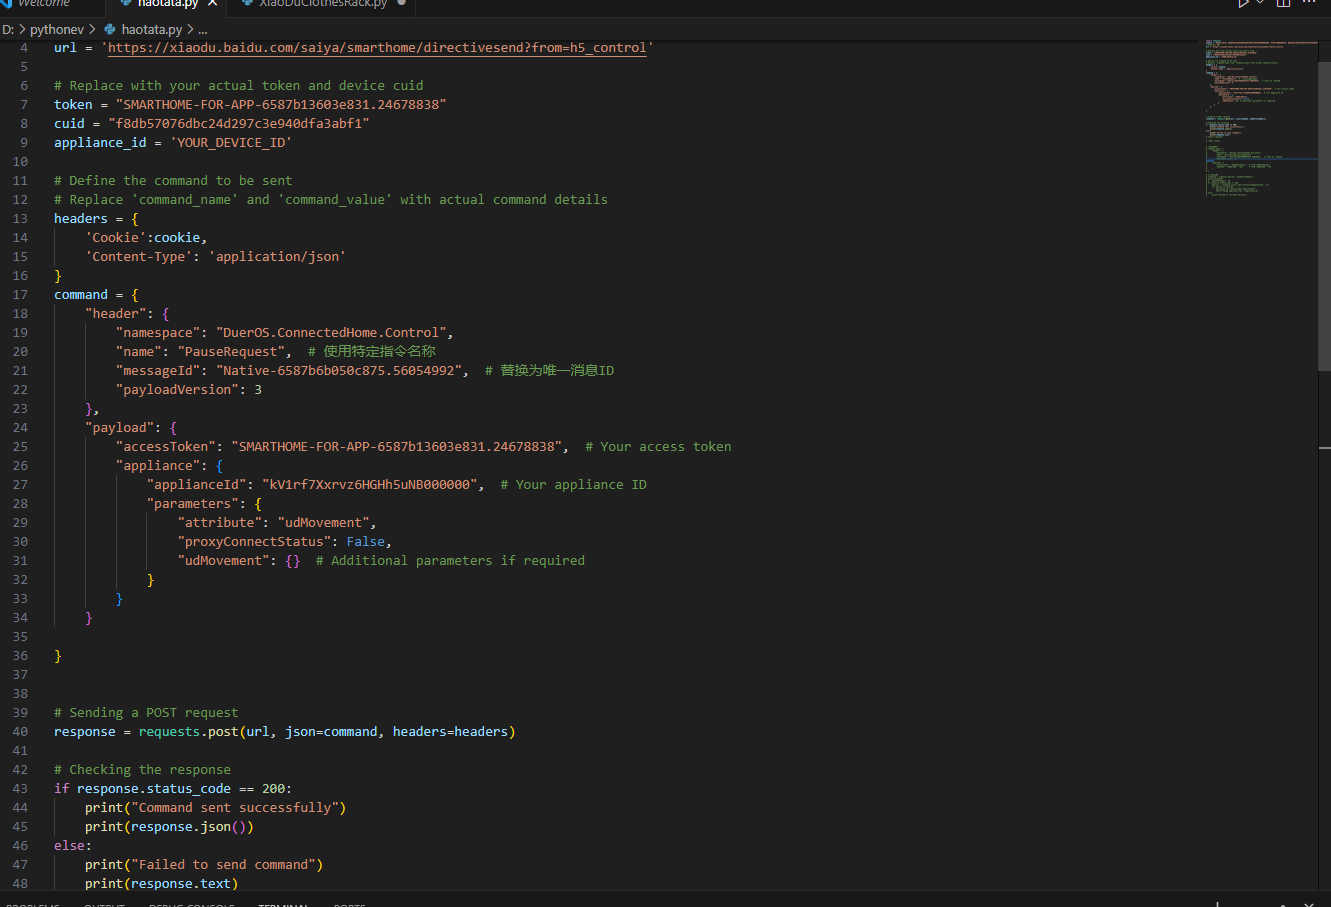 Welcome
haotata.py
XiaoDuClothesRack.py
D: > pythonev > haotata.py > ...
4 url = 'https://xiaodu.baidu.com/saiya/smarthome/directivesend?from=h5_control'
5
6 # Replace with your actual token and device cuid
7 token = "SMARTHOME-FOR-APP-6587b13603e831.24678838"
8 cuid = "f8db57076dbc24d297c3e940dfa3abf1"
9 appliance_id = 'YOUR_DEVICE_ID'
10
11 # Define the command to be sent
12 # Replace 'command_name' and 'command_value' with actual command details
13 headers = {
14 'Cookie':cookie,
15 'Content-Type': 'application/json'
16 }
17 command = {
18 "header": {
19 "namespace": "DuerOS.ConnectedHome.Control",
20 "name": "PauseRequest", # 使用特定指令名称
21 "messageId": "Native-6587b6b050c875.56054992", # 替换为唯一消息ID
22 "payloadVersion": 3
23 },
24 "payload": {
25 "accessToken": "SMARTHOME-FOR-APP-6587b13603e831.24678838", # Your access token
26 "appliance": {
27 "applianceId": "kV1rf7Xxrvz6HGHh5uNB000000", # Your appliance ID
28 "parameters": {
29 "attribute": "udMovement",
30 "proxyConnectStatus": False,
31 "udMovement": {} # Additional parameters if required
32 }
33 }
34 }
35
36 }
37
38
39 # Sending a POST request
40 response = requests.post(url, json=command, headers=headers)
41
42 # Checking the response
43 if response.status_code == 200:
44 print("Command sent successfully")
45 print(response.json())
46 else:
47 print("Failed to send command")
48 print(response.text)
PROBLEMS OUTPUT DEBUG CONSOLE TERMINAL PORTS